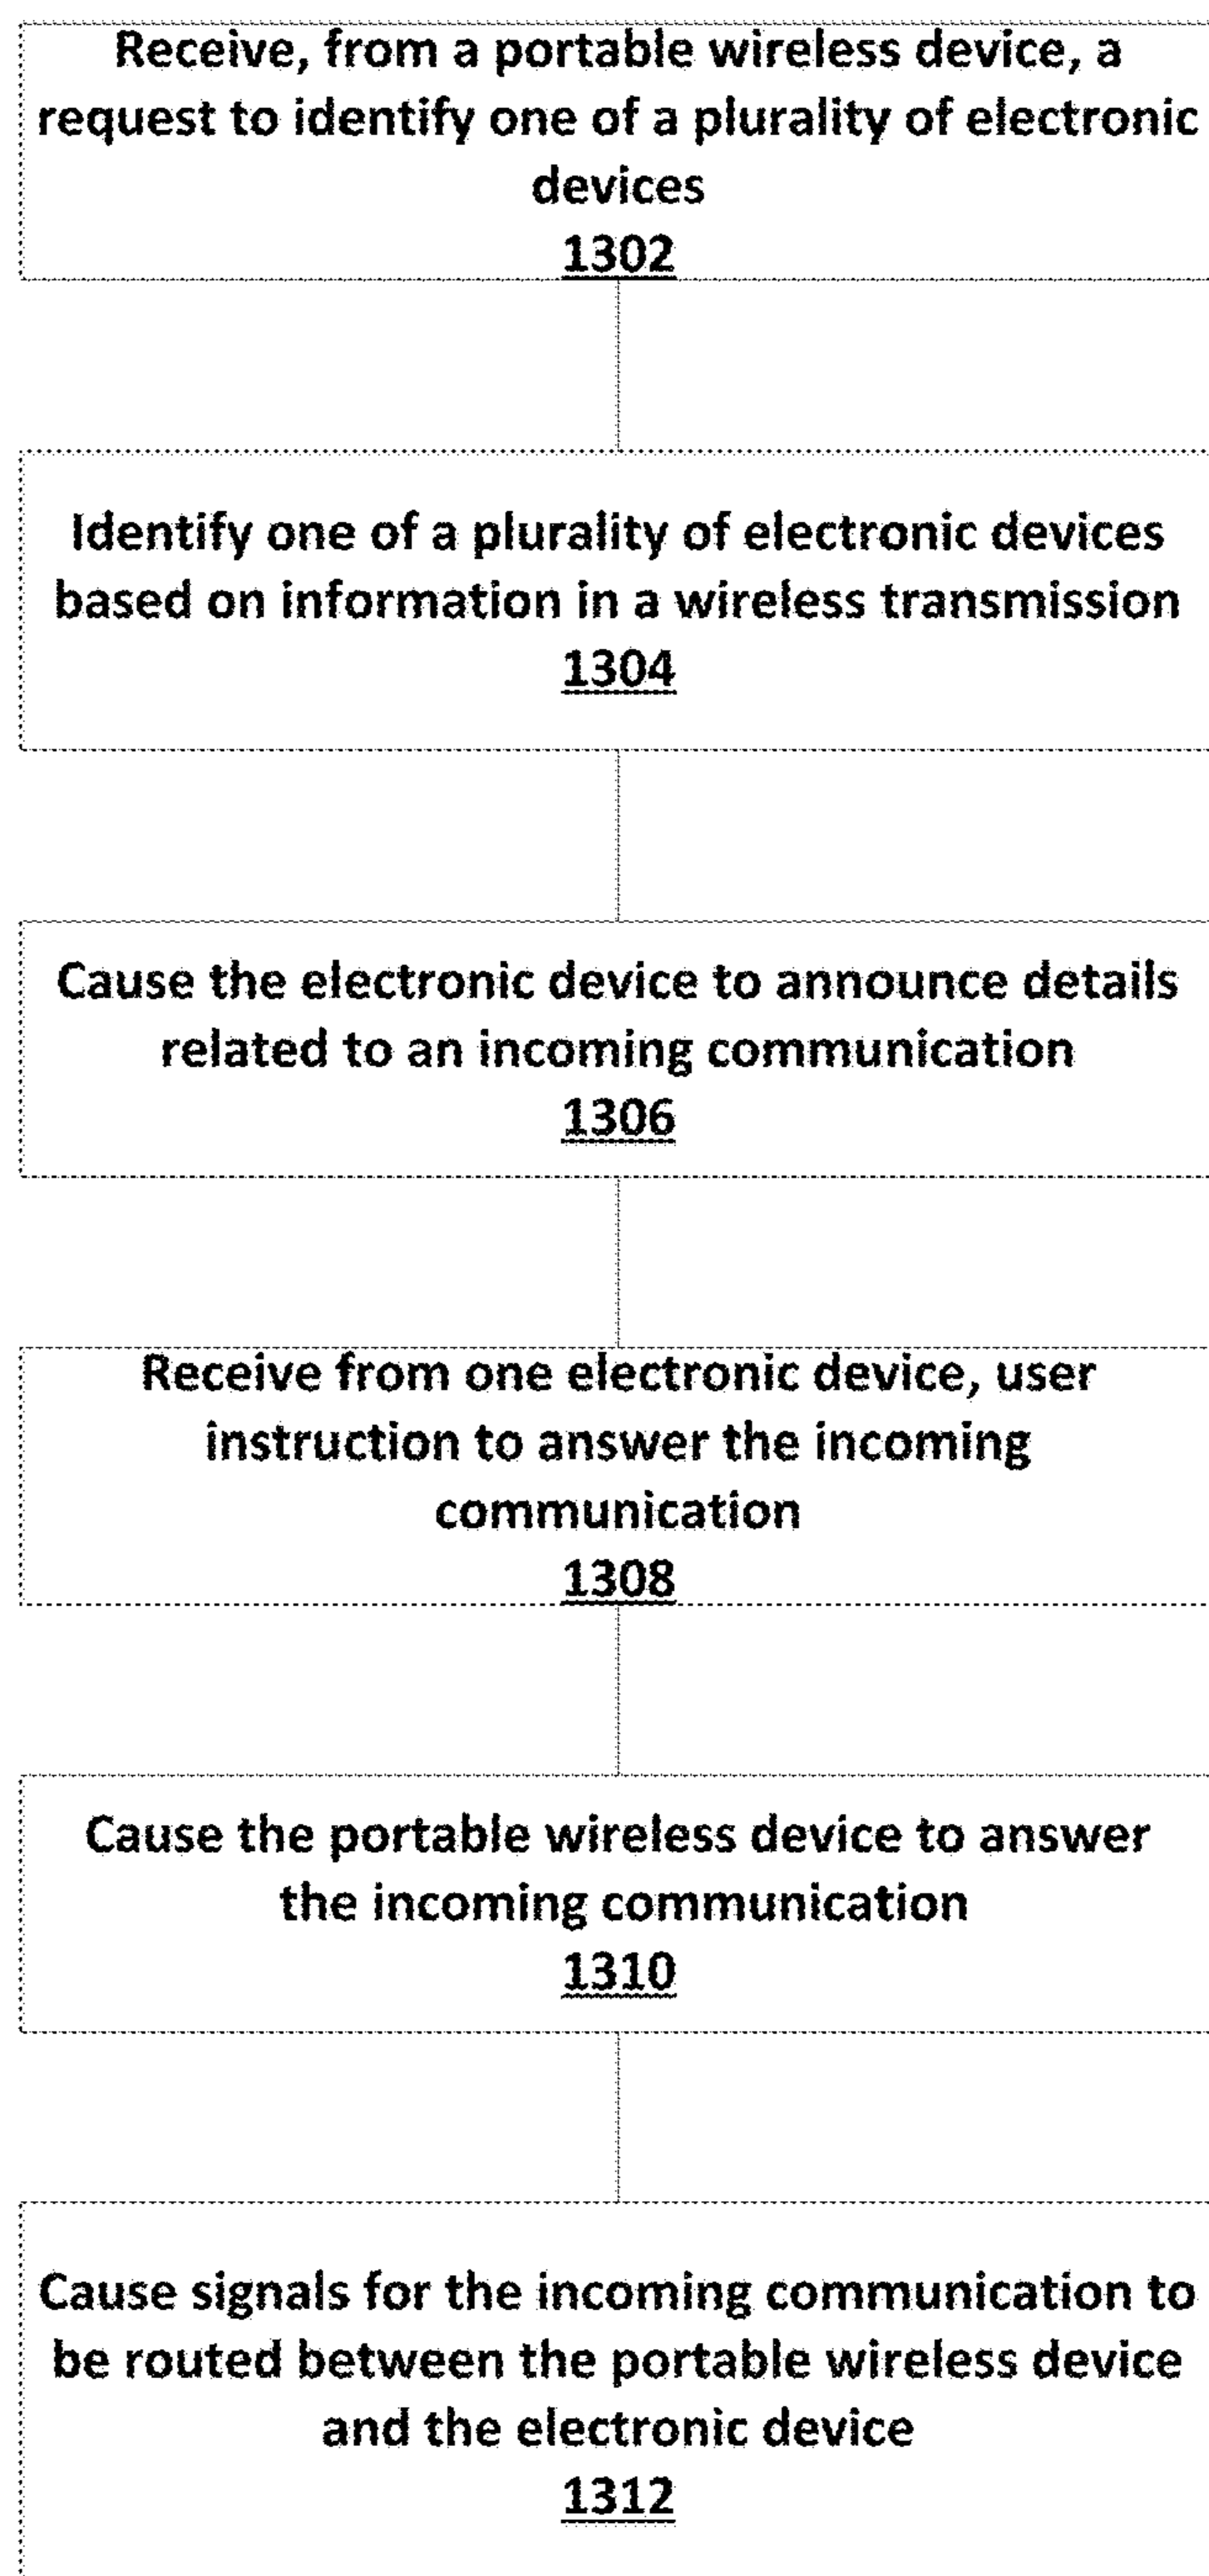 Receive, from a portable wireless device, a
request to identify one of a plurality of electronic
devices
1302
Identify one of a plurality of electronic devices
based on information in a wireless transmission
1304
Cause the electronic device to announce details
related to an incoming communication
1306
Receive from one electronic device, user
instruction to answer the incoming
communication
1308
Cause the portable wireless device to answer
the incoming communication
1310
Cause signals for the incoming communication to
be routed between the portable wireless device
and the electronic device
1312